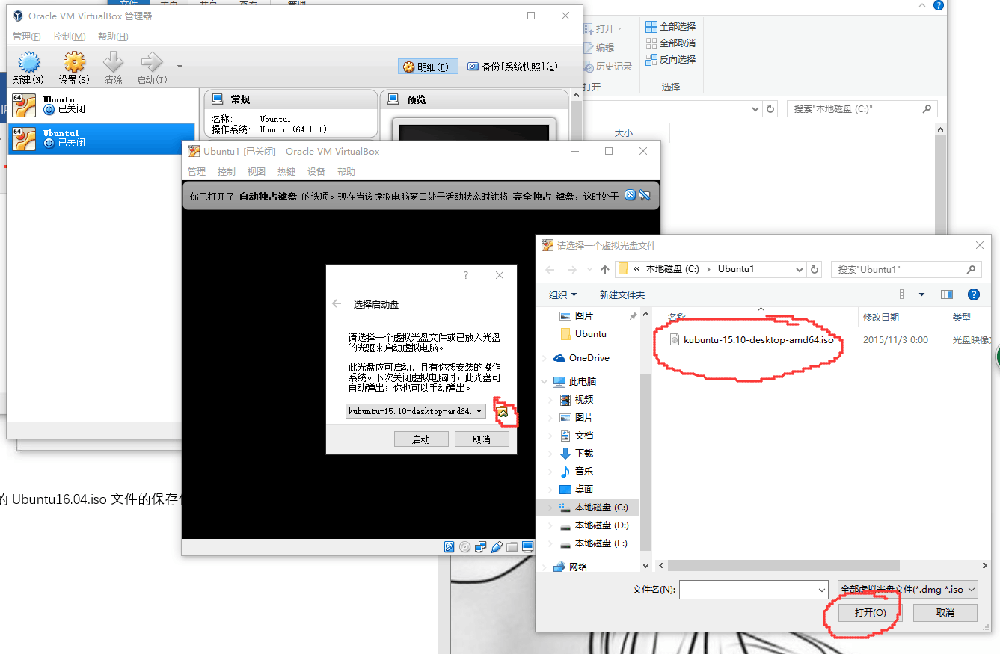 文件
主页
共享
查看
管理
Oracle VM VirtualBox 管理器
管理(F)
控制(M)
帮助(H)
新建(N)
设置(S)
清除
启动(T)
明细(D)
备份[系统快照](S)
64
Ubuntu
已关闭
64
Ubuntu1
已关闭
常规
名称: Ubuntu1
操作系统: Ubuntu (64-bit)
预览
打开
编辑
历史记录
打开
全部选择
全部取消
反向选择
选择
搜索"本地磁盘 (C:)"
大小
Ubuntu1 [已关闭] - Oracle VM VirtualBox
管理
控制
视图
热键
设备
帮助
你已打开了 自动独占键盘 的选项。现在当该虚拟电脑窗口处于活动状态时就将 完全独占 键盘，这时处于
?
选择启动盘
请选择一个虚拟光盘文件或已放入光盘
的光驱来启动虚拟电脑。
此光盘应可启动并且有你想安装的操作
系统。下次关闭虚拟电脑时，此光盘可
自动弹出；你也可以手动弹出。
kubuntu-15.10-desktop-amd64.
启动
取消
的 Ubuntu16.04.iso 文件的保存
请选择一个虚拟光盘文件
« 本地磁盘 (C:) › Ubuntu1
搜索"Ubuntu1"
组织
新建文件夹
图片
Ubuntu
OneDrive
此电脑
视频
图片
文档
下载
音乐
桌面
本地磁盘 (C:)
本地磁盘 (D:)
本地磁盘 (E:)
网络
名称
修改日期
类型
kubuntu-15.10-desktop-amd64.iso
2015/11/3 0:00
光盘映像
文件名(N):
全部虚拟光盘文件(*.dmg *.iso
打开(O)
取消